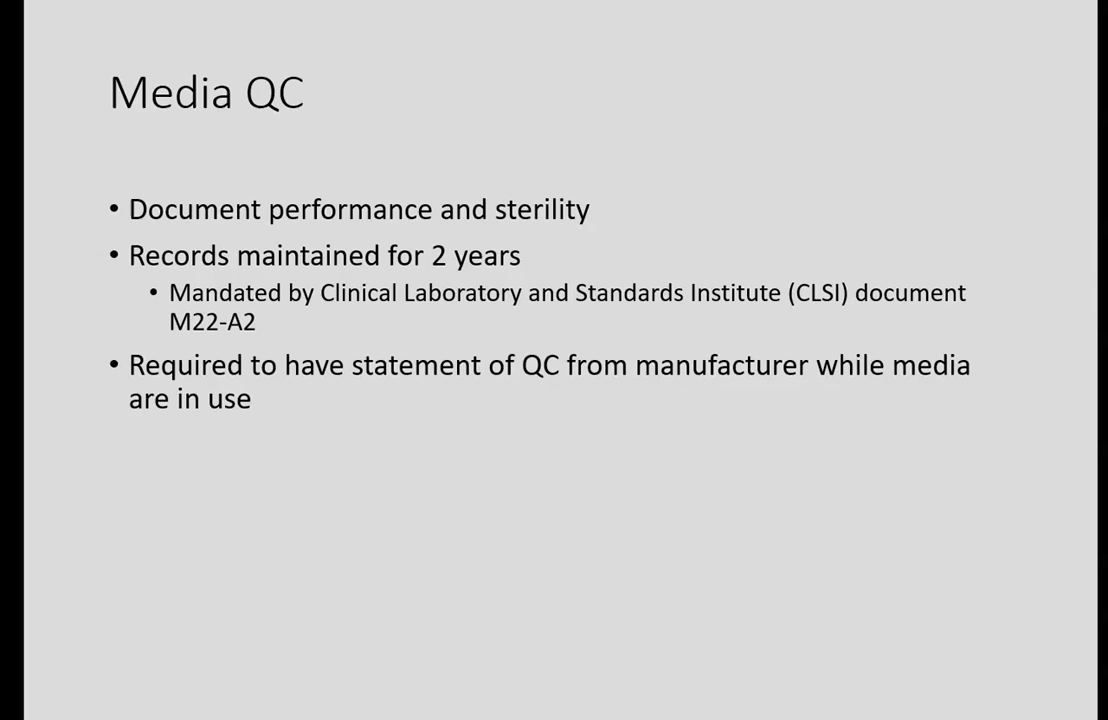 Media QC
• Document performance and sterility
• Records maintained for 2 years
• Mandated by Clinical Laboratory and Standards Institute (CLSI) document
M22-A2
• Required to have statement of QC from manufacturer while media
are in use